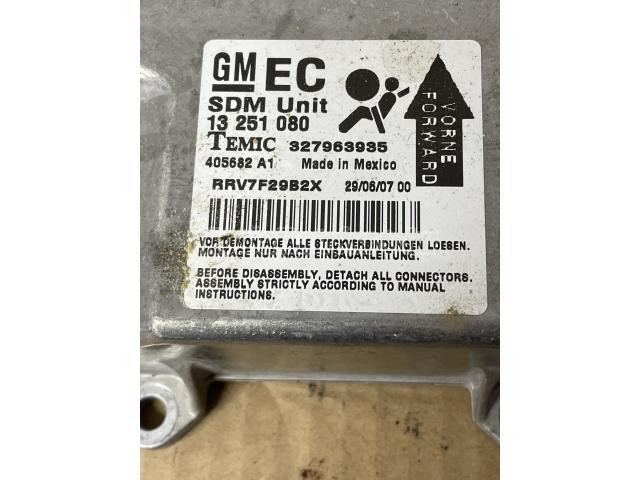 GM EC
SDM Unit
13 251 080
TEMIC 327963935
405682 A1 Made in Mexico
RRV7F29B2X 29/06/07 00
VORNE
FORWARD
VOR DEMONTAGE ALLE STECKVERBINDUNGEN LOESEN.
MONTAGE NUR NACH EINBAUANLEITUNG.
BEFORE DISASSEMBLY, DETACH ALL CONNECTORS.
ASSEMBLY STRICTLY ACCORDING TO MANUAL
INSTRUCTIONS.